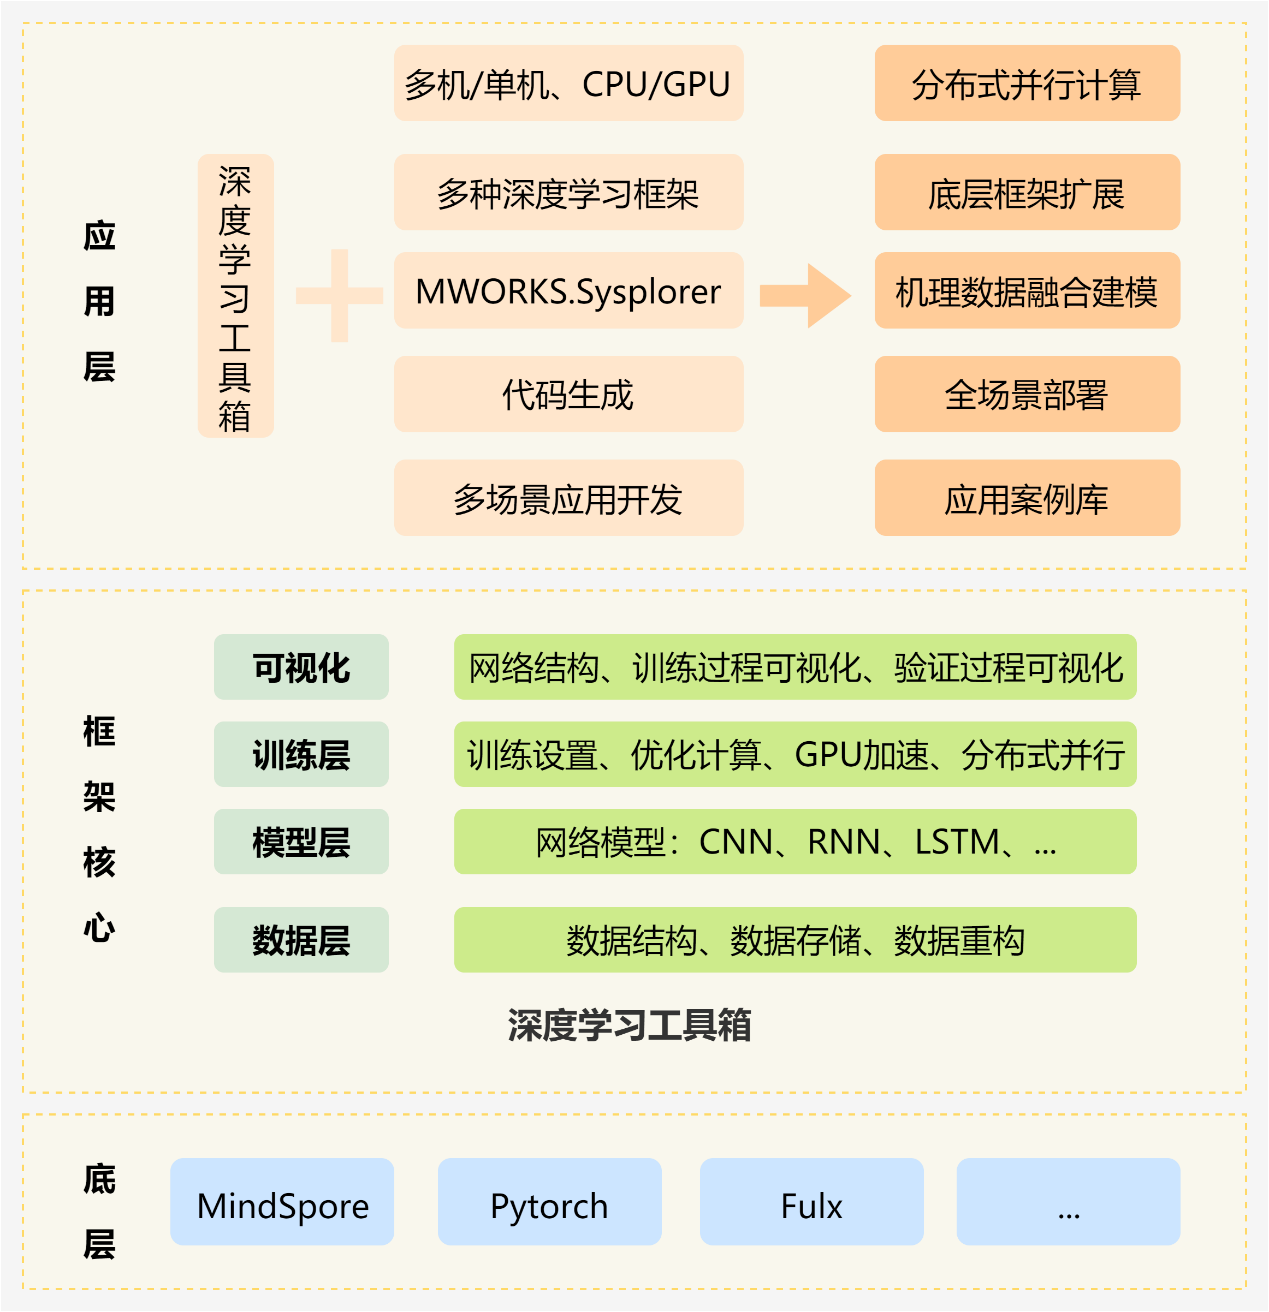 应用层
深度学习工具箱
多机/单机、CPU/GPU
分布式并行计算
多种深度学习框架
底层框架扩展
MWORKS.Sysplorer
机理数据融合建模
代码生成
全场景部署
多场景应用开发
应用案例库
框架核心
可视化
网络结构、训练过程可视化、验证过程可视化
训练层
训练设置、优化计算、GPU加速、分布式并行
模型层
网络模型：CNN、RNN、LSTM、...
数据层
数据结构、数据存储、数据重构
深度学习工具箱
底层
MindSpore
Pytorch
Fulx
...